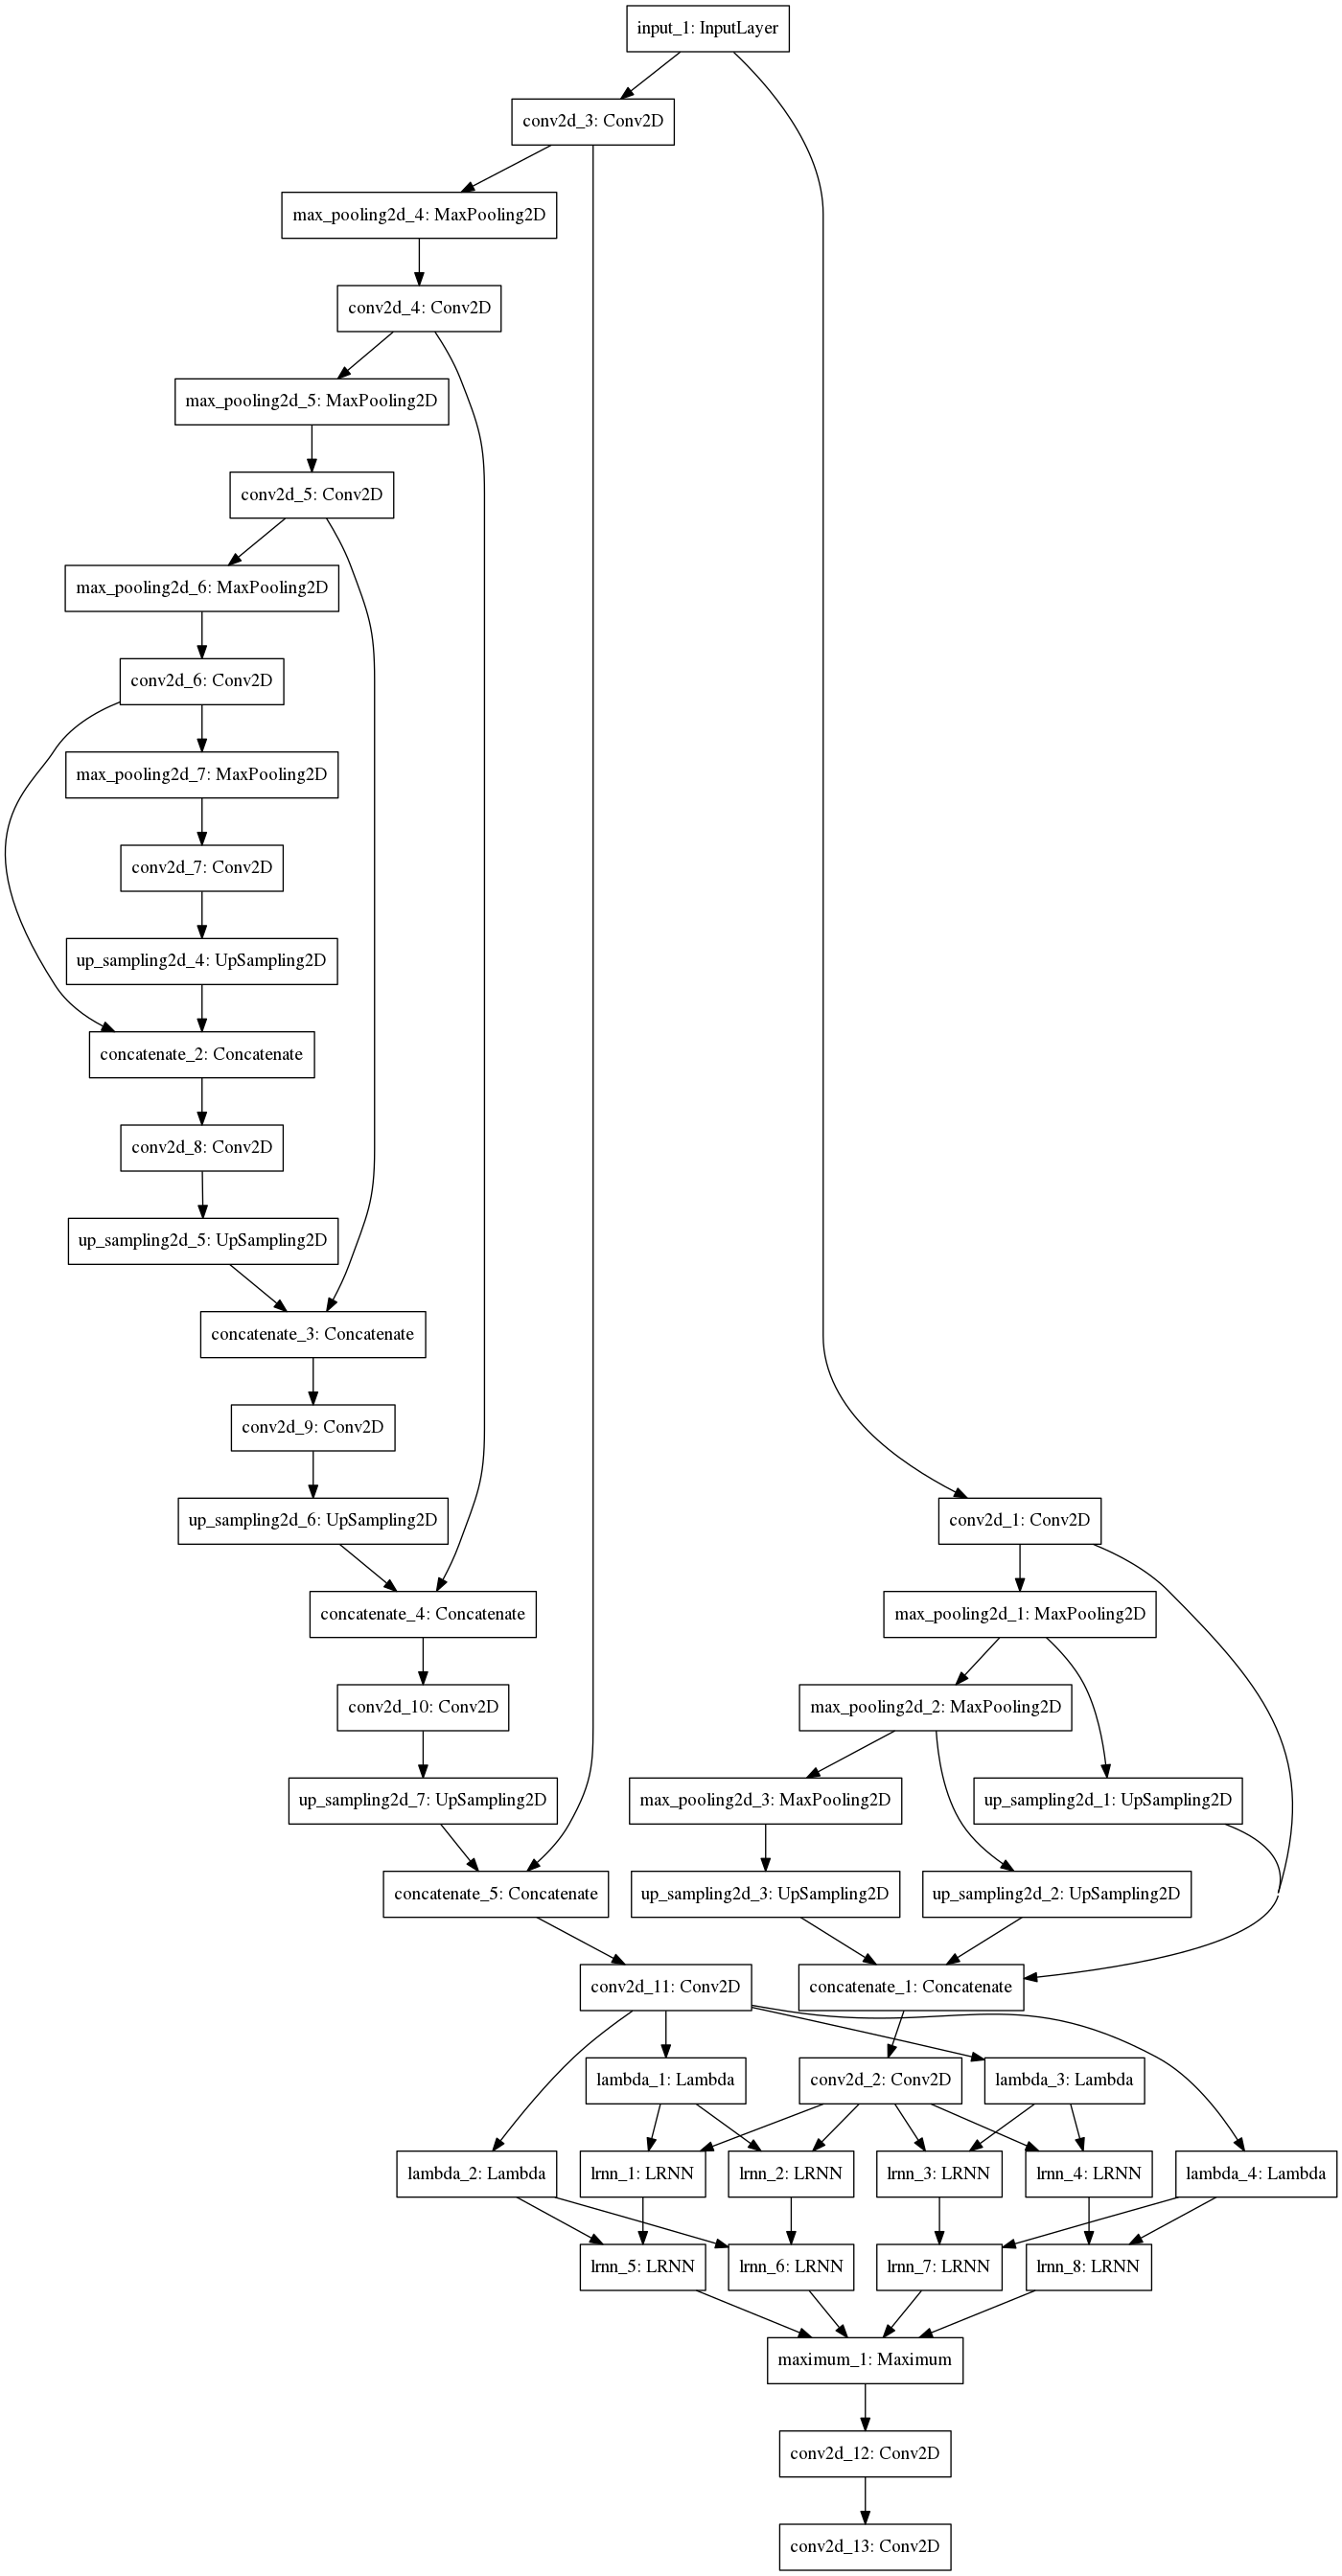 input_1: InputLayer
conv2d_3: Conv2D
max_pooling2d_4: MaxPooling2D
conv2d_4: Conv2D
max_pooling2d_5: MaxPooling2D
conv2d_5: Conv2D
max_pooling2d_6: MaxPooling2D
conv2d_6: Conv2D
max_pooling2d_7: MaxPooling2D
conv2d_7: Conv2D
up_sampling2d_4: UpSampling2D
concatenate_2: Concatenate
conv2d_8: Conv2D
up_sampling2d_5: UpSampling2D
concatenate_3: Concatenate
conv2d_9: Conv2D
up_sampling2d_6: UpSampling2D
conv2d_1: Conv2D
concatenate_4: Concatenate
max_pooling2d_1: MaxPooling2D
conv2d_10: Conv2D
max_pooling2d_2: MaxPooling2D
up_sampling2d_7: UpSampling2D
max_pooling2d_3: MaxPooling2D
up_sampling2d_1: UpSampling2D
concatenate_5: Concatenate
up_sampling2d_3: UpSampling2D
up_sampling2d_2: UpSampling2D
conv2d_11: Conv2D
concatenate_1: Concatenate
lambda_1: Lambda
conv2d_2: Conv2D
lambda_3: Lambda
lambda_2: Lambda
lrnn_1: LRNN
lrnn_2: LRNN
lrnn_3: LRNN
lrnn_4: LRNN
lambda_4: Lambda
lrnn_5: LRNN
lrnn_6: LRNN
lrnn_7: LRNN
lrnn_8: LRNN
maximum_1: Maximum
conv2d_12: Conv2D
conv2d_13: Conv2D